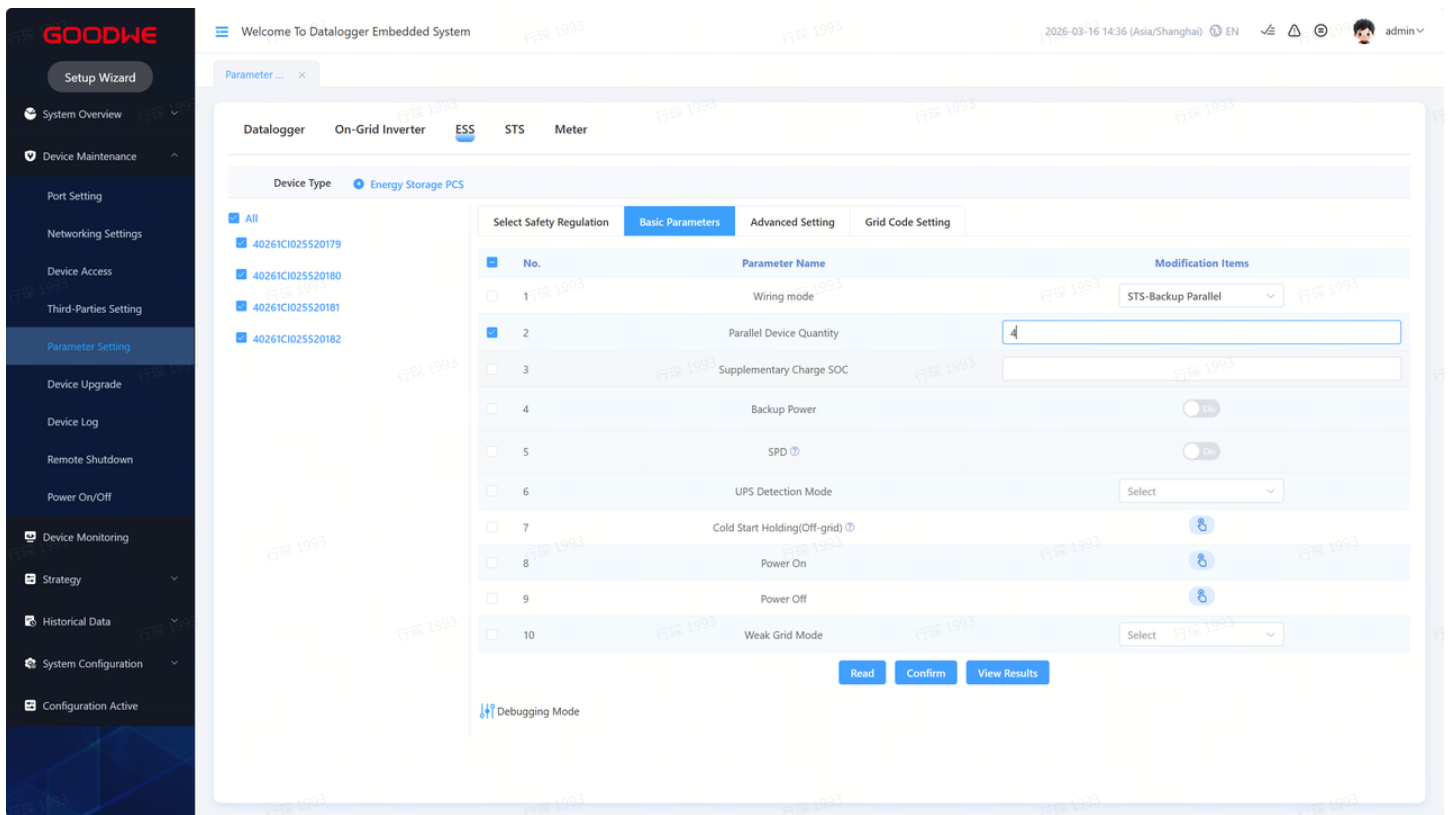 GOODWE
Welcome To Datalogger Embedded System
2026-03-16 14:36 (Asia/Shanghai) EN admin
Setup Wizard
Parameter ... ×
System Overview
Device Maintenance
Port Setting
Networking Settings
Device Access
Third-Parties Setting
Parameter Setting
Device Upgrade
Device Log
Remote Shutdown
Power On/Off
Device Monitoring
Strategy
Historical Data
System Configuration
Configuration Active
Datalogger On-Grid Inverter ESS STS Meter
Device Type Energy Storage PCS
All
40261CI025520179
40261CI025520180
40261CI025520181
40261CI025520182
Select Safety Regulation Basic Parameters Advanced Setting Grid Code Setting
No. Parameter Name Modification Items
1 Wiring mode STS-Backup Parallel
2 Parallel Device Quantity 4
3 Supplementary Charge SOC
4 Backup Power Dis
5 SPD ? Dis
6 UPS Detection Mode Select
7 Cold Start Holding(Off-grid) ?
8 Power On
9 Power Off
10 Weak Grid Mode Select
Read Confirm View Results
Debugging Mode
行琛 1993